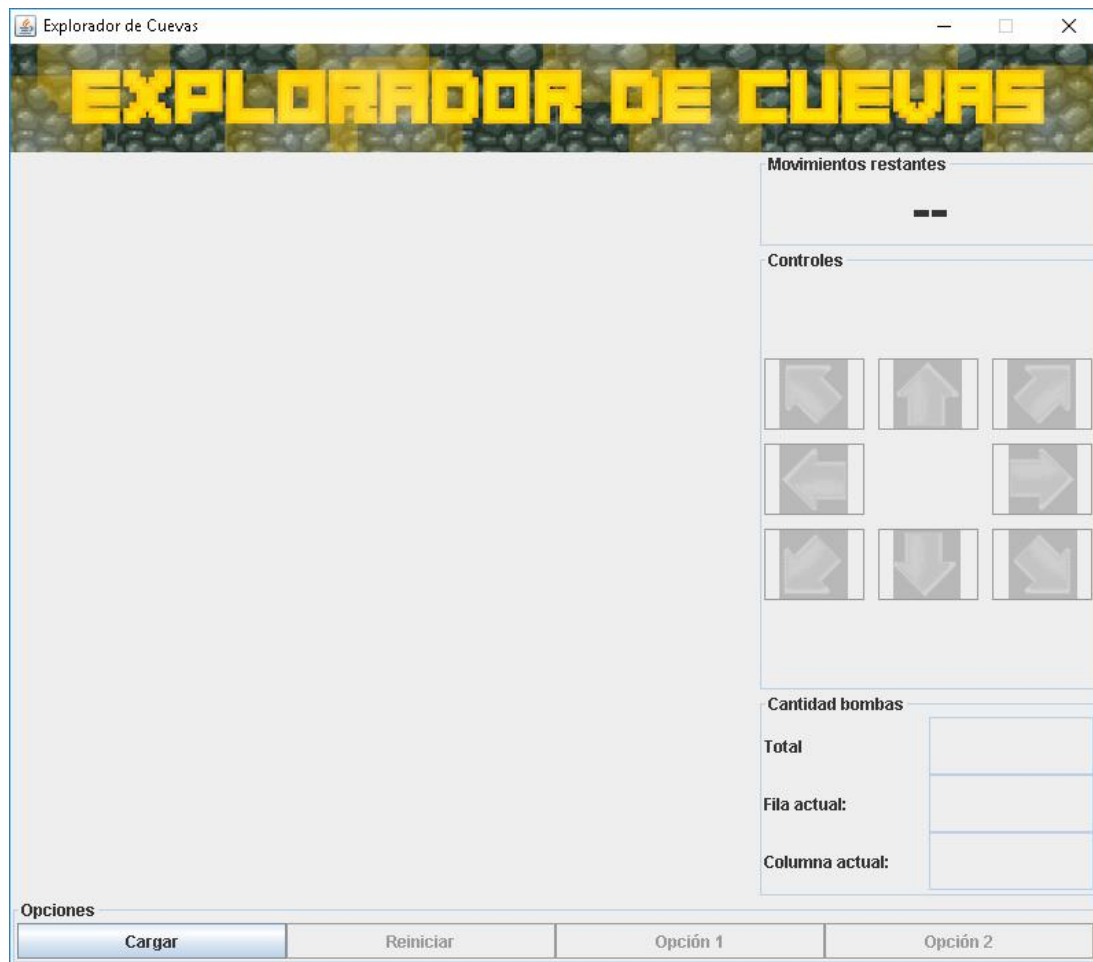 Explorador de Cuevas
EXPLORADOR DE CUEVAS
Movimientos restantes
--
Controles
Cantidad bombas
Total
Fila actual:
Columna actual:
Opciones
Cargar Reiniciar Opción 1 Opción 2